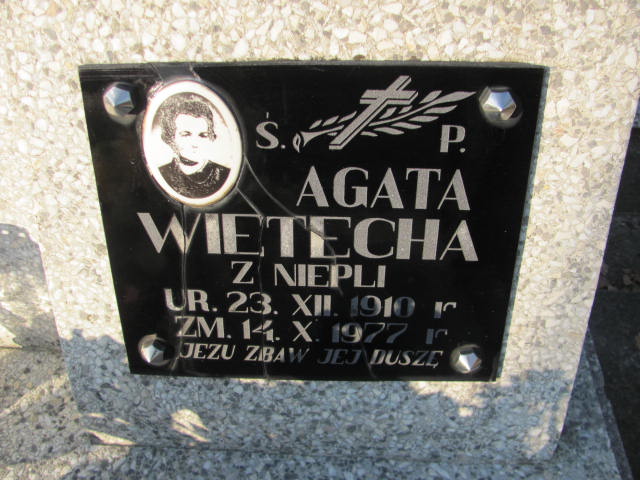 Ś. P.
AGATA
WIETECHA
Z NIEPLI
UR. 23. XII. 1910 r
ZM. 14. X. 1977 r
JEZU ZBAW JEJ DUSZĘ